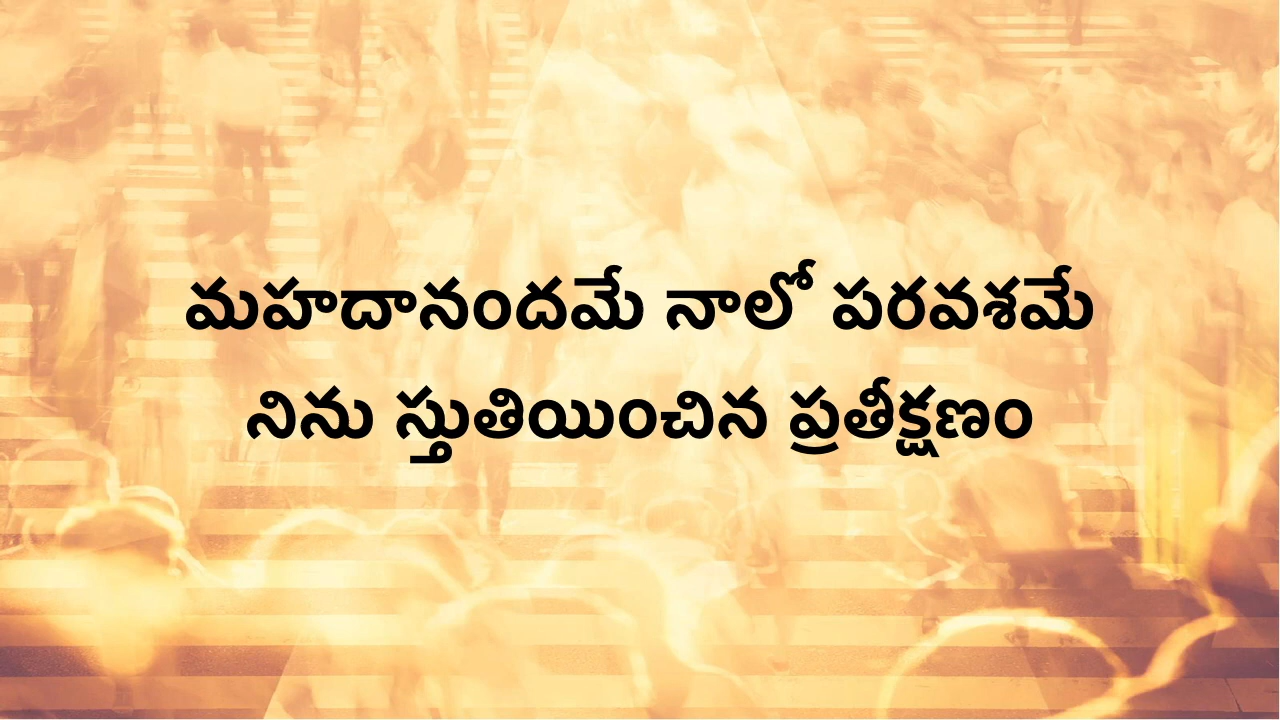 మహదానందమే నాలో పరవశమే
నిను స్తుతియించిన ప్రతీక్షణం